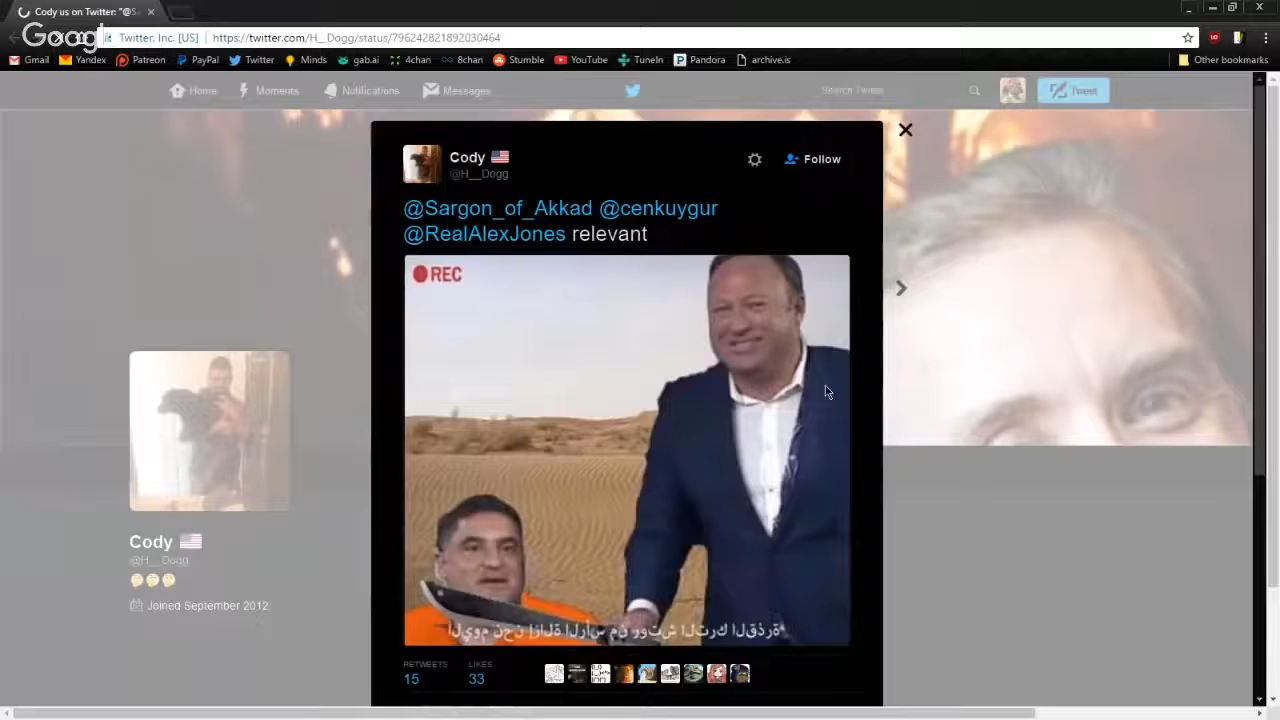 Cody us on Twitter: "@Sa
Google
Twitter, Inc. [US]
https://twitter.com/H__Dogg/status/796242821892030464
Gmail
Yandex
Patreon
PayPal
Twitter
Minds
gab.ai
4chan
8chan
Stumble
YouTube
TuneIn
Pandora
archive.is
Other bookmarks
Home
Moments
Notifications
Messages
Search Twitter
Tweet
Cody
@H__Dogg
Follow
@Sargon_of_Akkad @cenkuygur
@RealAlexJones relevant
REC
RETWEETS
15
LIKES
33
Cody
@H__Dogg
Joined September 2012